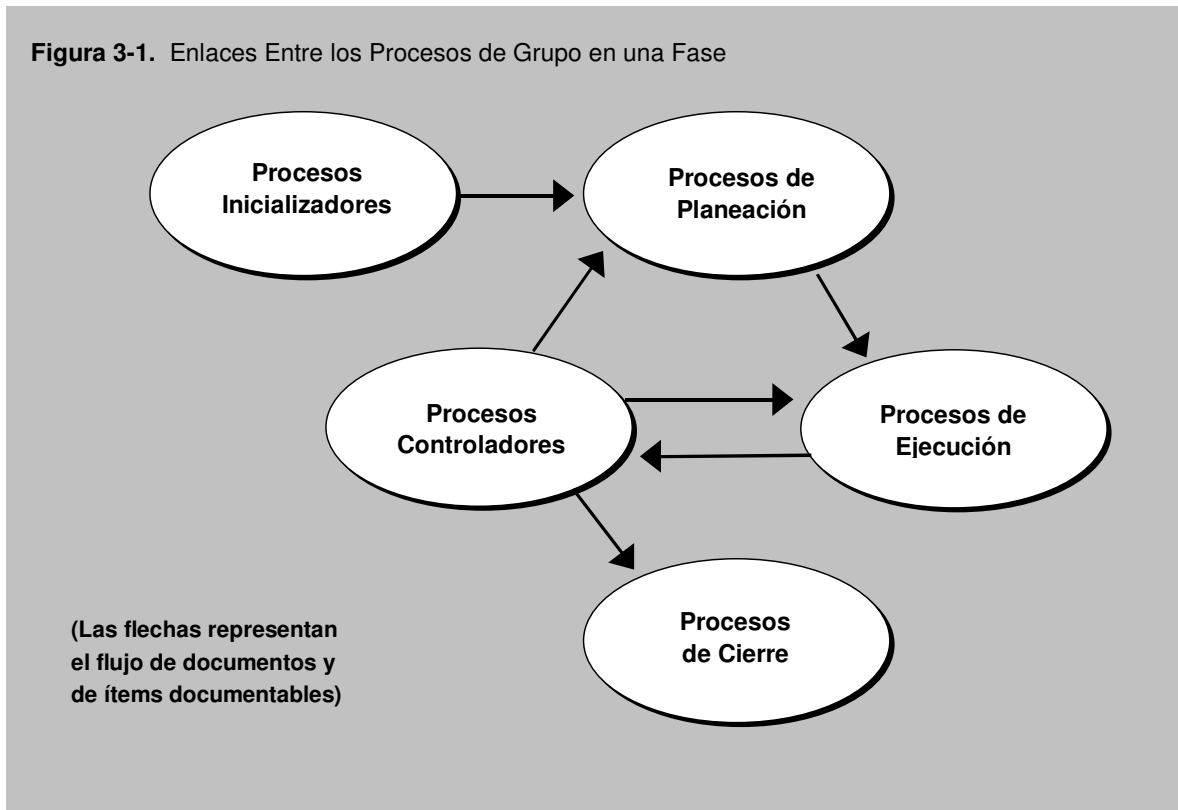 Figura 3-1. Enlaces Entre los Procesos de Grupo en una Fase
Procesos
Inicializadores
Procesos de
Planeación
Procesos
Controladores
Procesos de
Ejecución
Procesos
de Cierre
(Las flechas representan
el flujo de documentos y
de ítems documentables)